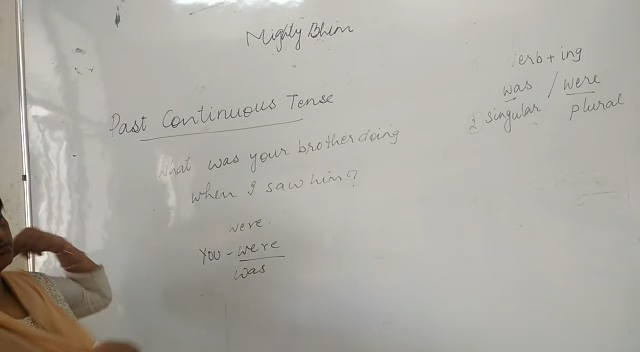 Mighty Bhim
verb + ing
was / were
singular plural
Past Continuous Tense
What was your brother doing
when I saw him?
were
You - were
was